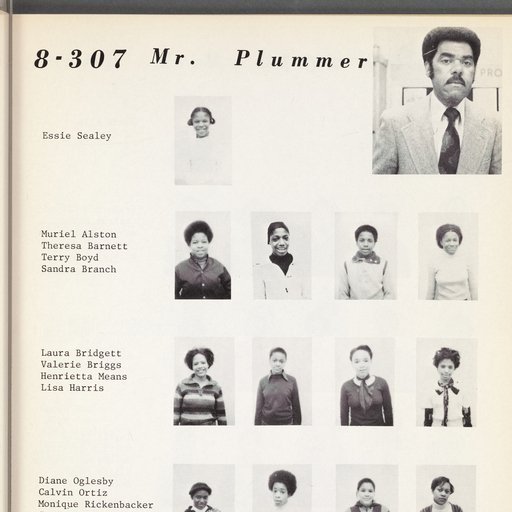 8-307 Mr. Plummer
PRO
Essie Sealey
Muriel Alston
Theresa Barnett
Terry Boyd
Sandra Branch
Laura Bridgett
Valerie Briggs
Henrietta Means
Lisa Harris
Diane Oglesby
Calvin Ortiz
Monique Rickenbacker